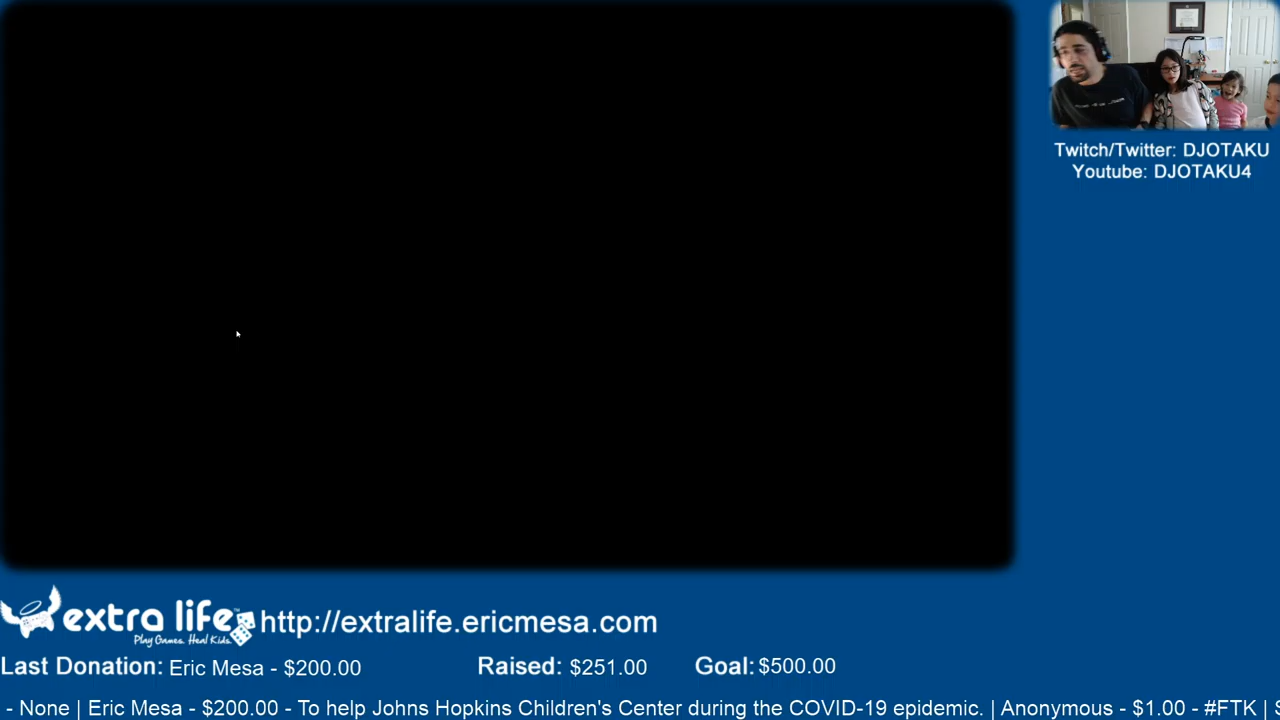 Twitch/Twitter: DJOTAKU
Youtube: DJOTAKU4
extra life
Play Games. Heal Kids.
http://extralife.ericmesa.com
Last Donation: Eric Mesa - $200.00 Raised: $251.00 Goal: $500.00
- None | Eric Mesa - $200.00 - To help Johns Hopkins Children's Center during the COVID-19 epidemic. | Anonymous - $1.00 - #FTK |